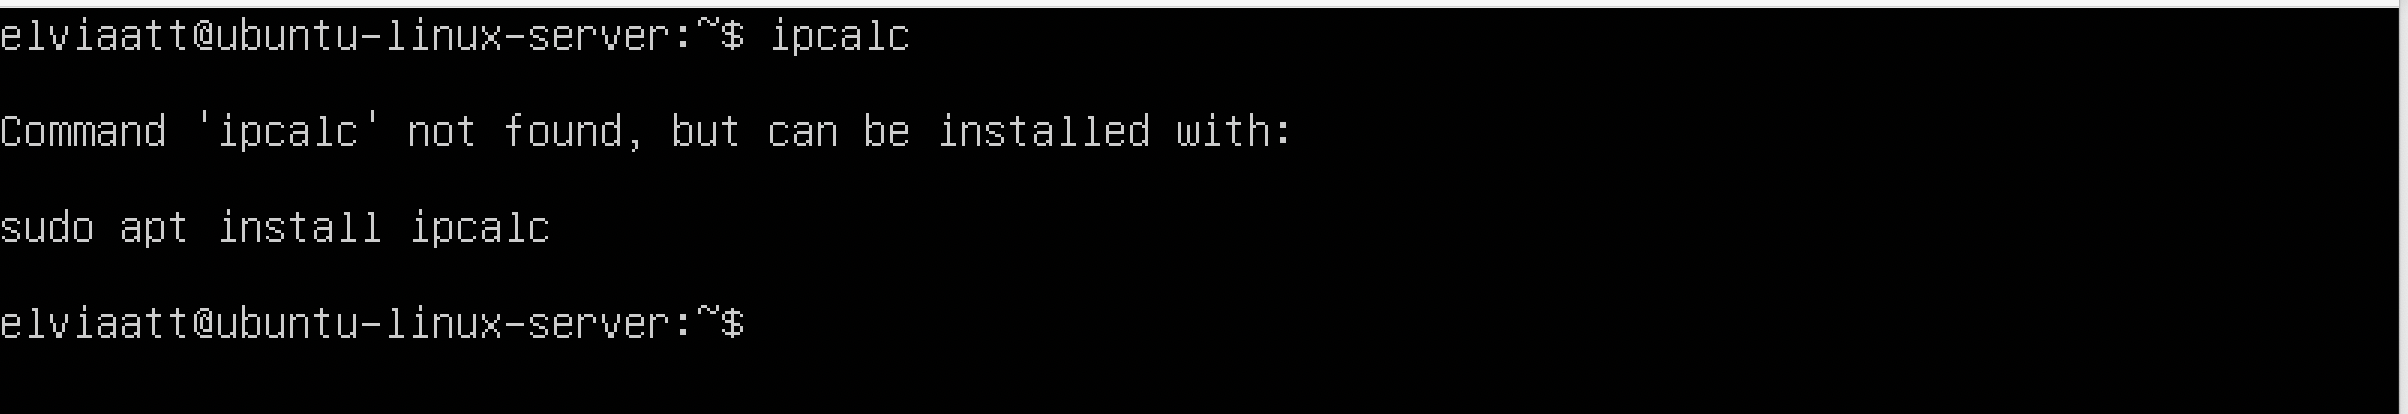 elviaatt@ubuntu-linux-server:~$ ipcalc
Command 'ipcalc' not found, but can be installed with:
sudo apt install ipcalc
elviaatt@ubuntu-linux-server:~$